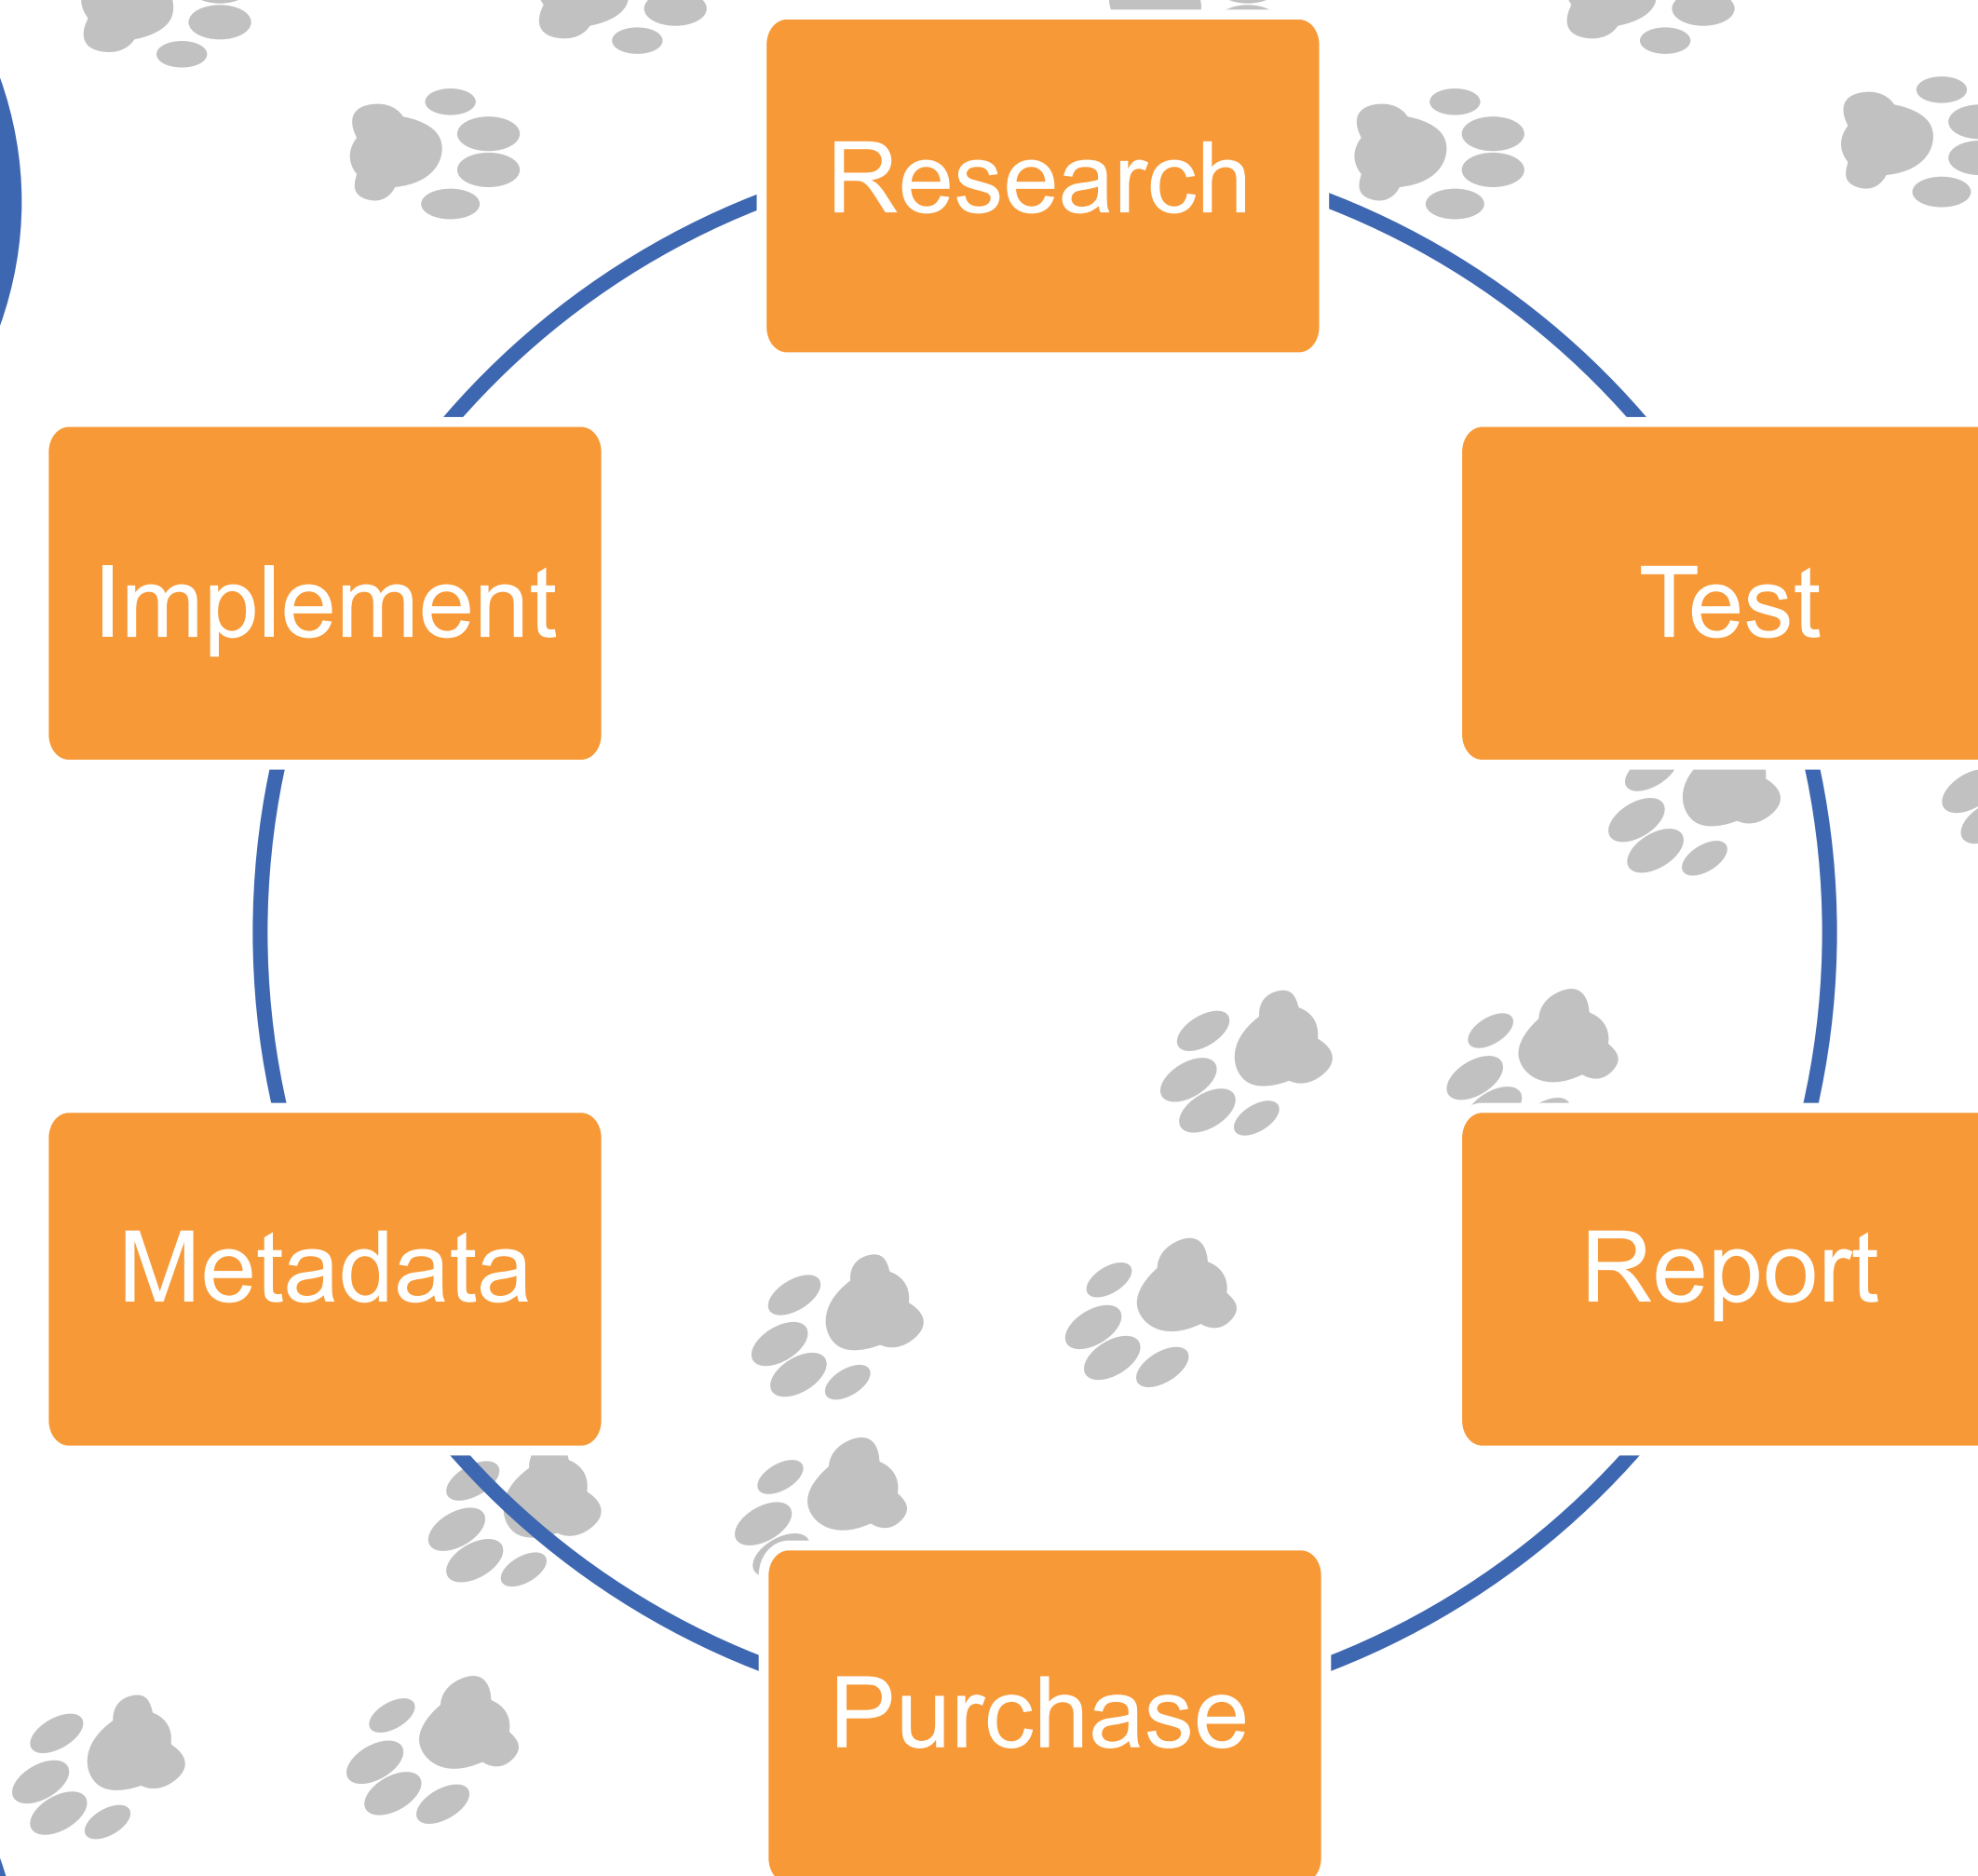 Research
Implement
Test
Metadata
Report
Purchase